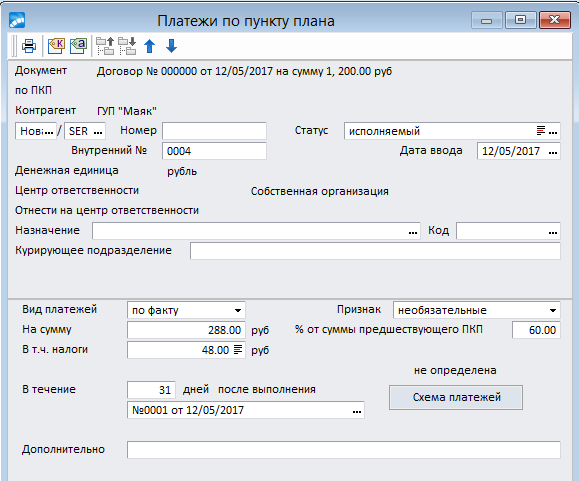 Платежи по пункту плана
Документ Договор № 000000 от 12/05/2017 на сумму 1, 200.00 руб
по ПКП
Контрагент ГУП "Маяк"
Новı... / SER ... Номер Статус исполняемый ...
Внутренний № 0004 Дата ввода 12/05/2017 ...
Денежная единица рубль
Центр ответственности Собственная организация
Отнести на центр ответственности
Назначение ... Код ...
Курирующее подразделение
Вид платежей по факту Признак необязательные
На сумму 288.00 руб % от суммы предшествующего ПКП 60.00
В т.ч. налоги 48.00 руб
не определена
В течение 31 дней после выполнения Схема платежей
№0001 от 12/05/2017 ...
Дополнительно